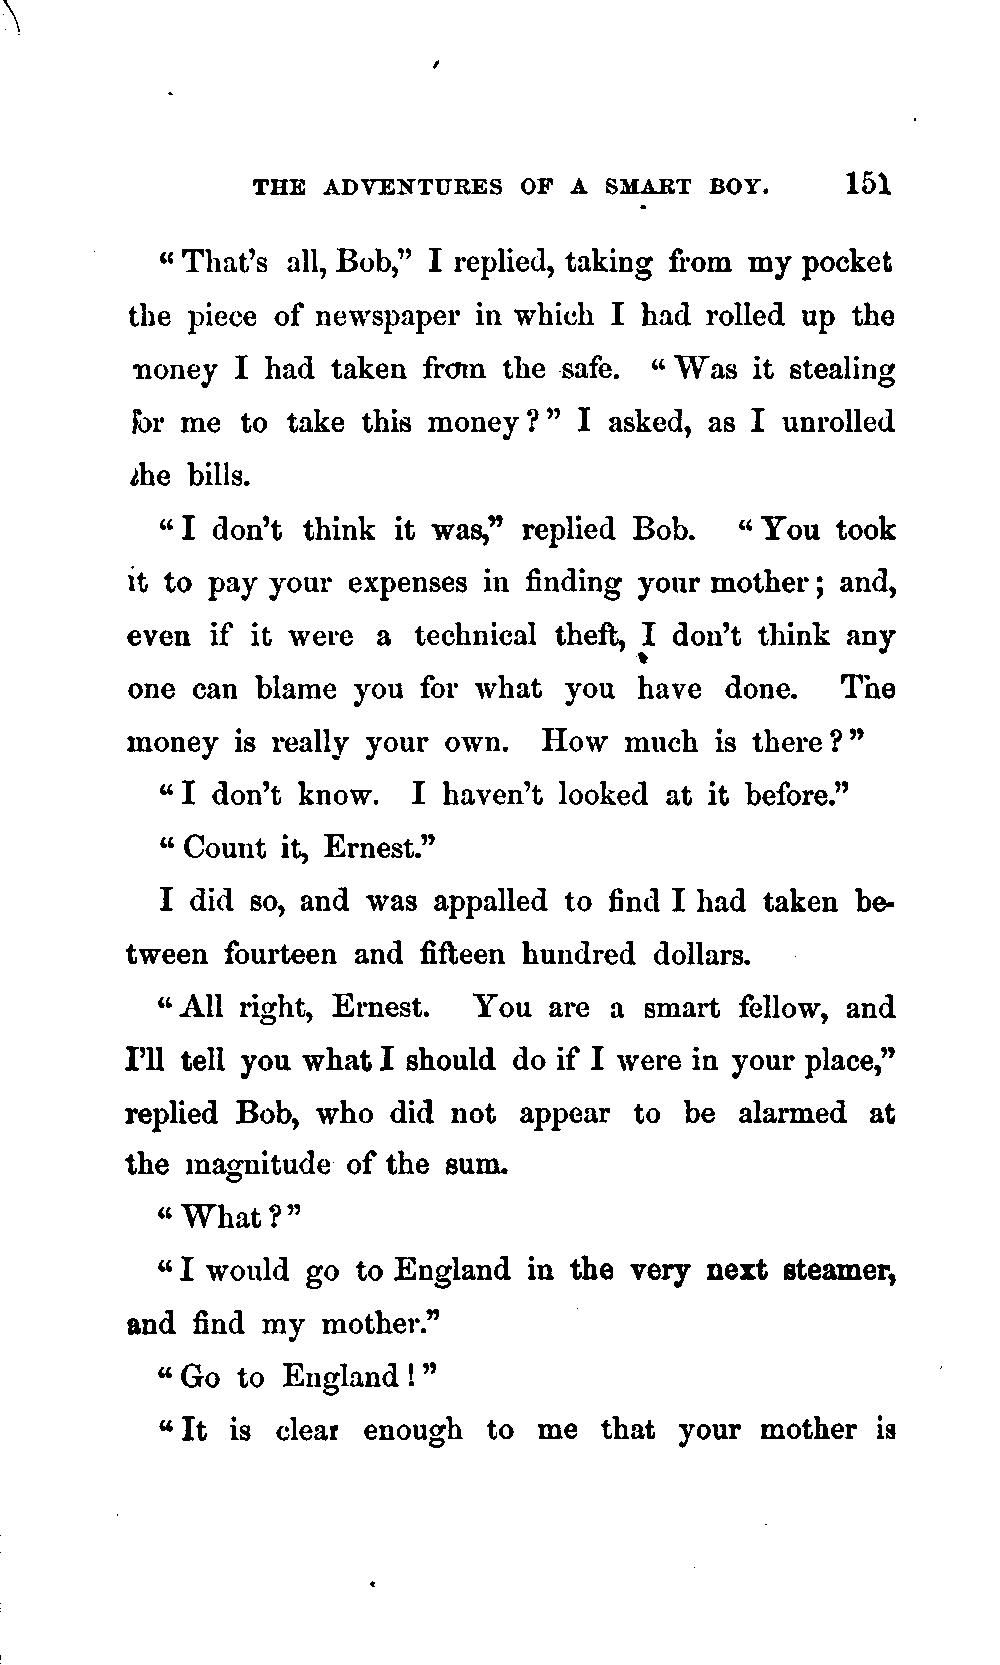 THE ADVENTURES OF A SMART BOY. 151
"That's all, Bob," I replied, taking from my pocket
the piece of newspaper in which I had rolled up the
money I had taken from the safe. "Was it stealing
for me to take this money?" I asked, as I unrolled
the bills.
"I don't think it was," replied Bob. "You took
it to pay your expenses in finding your mother; and,
even if it were a technical theft, I don't think any
one can blame you for what you have done. The
money is really your own. How much is there?"
"I don't know. I haven't looked at it before."
"Count it, Ernest."
I did so, and was appalled to find I had taken be-
tween fourteen and fifteen hundred dollars.
"All right, Ernest. You are a smart fellow, and
I'll tell you what I should do if I were in your place,"
replied Bob, who did not appear to be alarmed at
the magnitude of the sum.
"What?"
"I would go to England in the very next steamer,
and find my mother."
"Go to England!"
"It is clear enough to me that your mother is